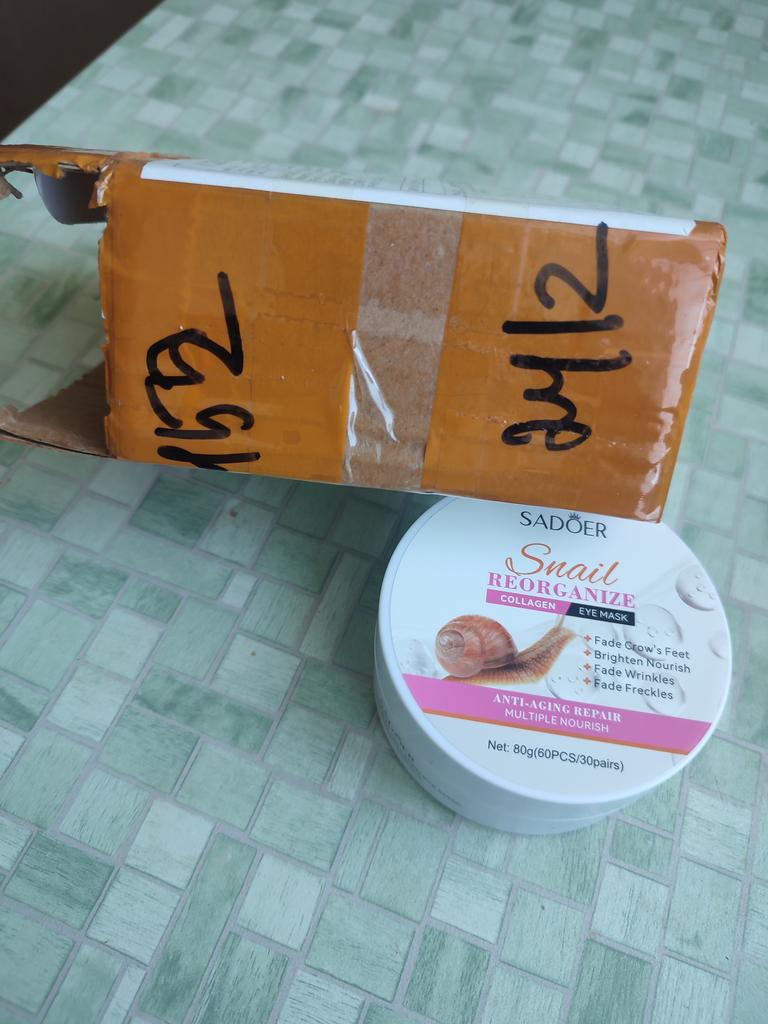 SADOER
Snail
REORGANIZE
COLLAGEN EYE MASK
+ Fade Crow's Feet
+ Brighten Nourish
+ Fade Wrinkles
+ Fade Freckles
ANTI-AGING REPAIR
MULTIPLE NOURISH
Net: 80g(60PCS/30pairs)